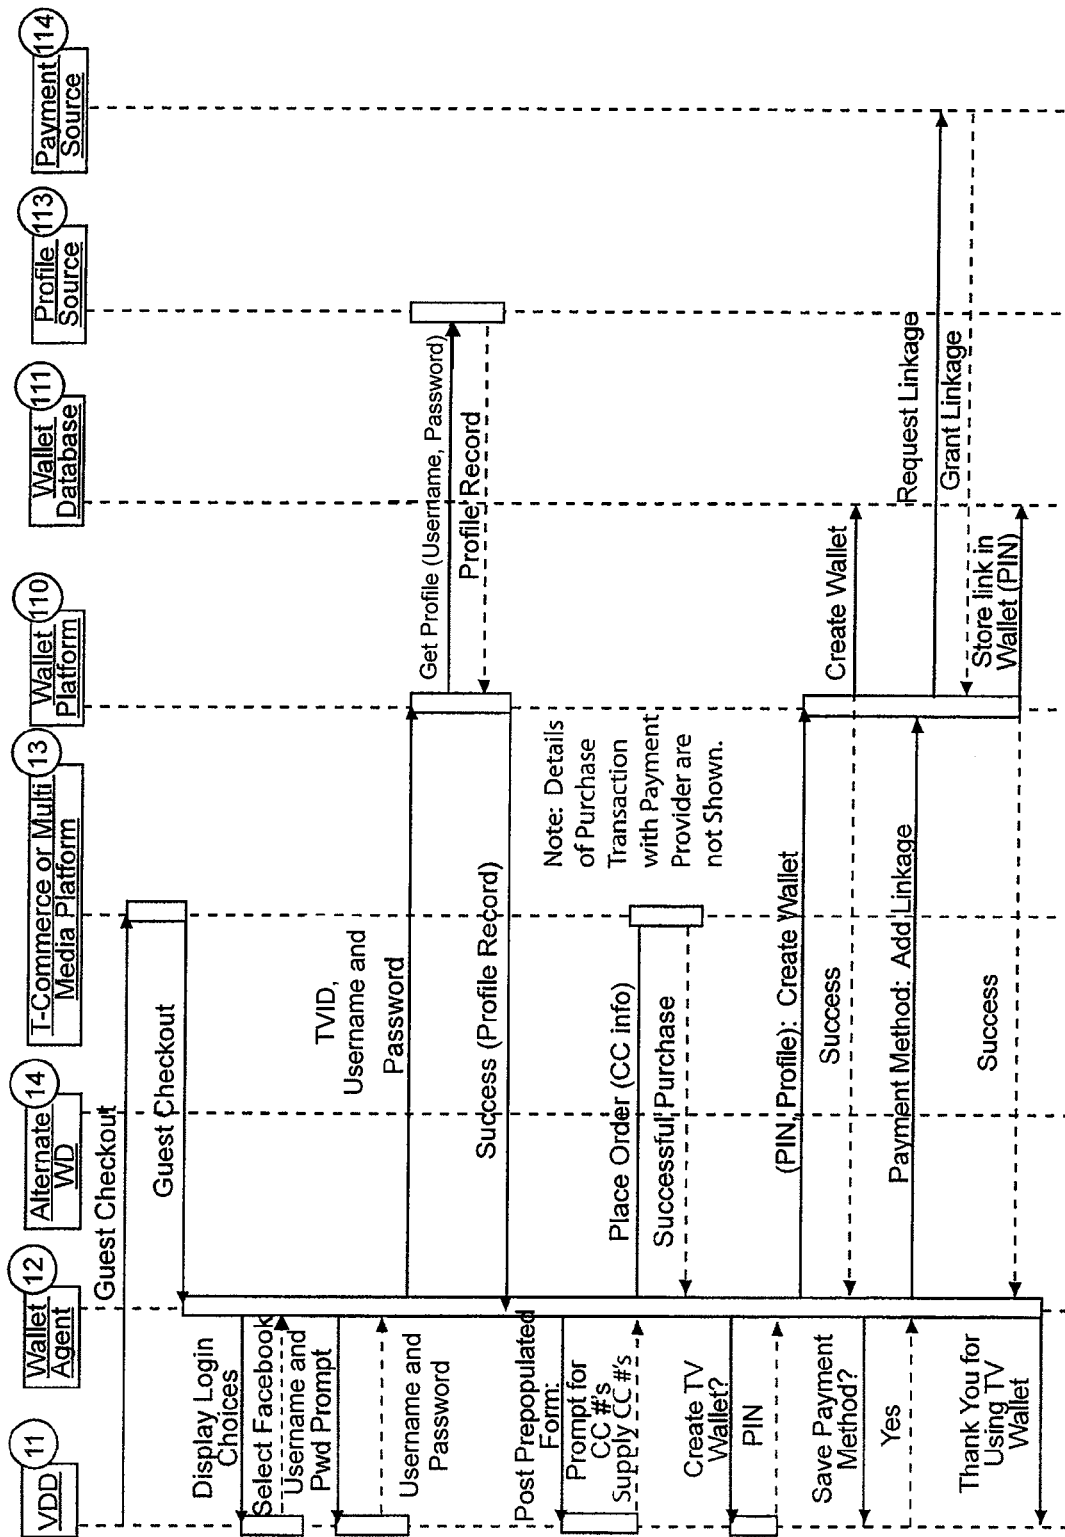 VDD
11
Wallet
Agent
12
Alternate
WD
14
T-Commerce or Multi
Media Platform
13
Wallet
Platform
110
Wallet
Database
111
Profile
Source
113
Payment
Source
114
Guest Checkout
Guest Checkout
Display Login
Choices
Select Facebook
Username and
Pwd Prompt
Username and
Password
TVID,
Username and
Password
Get Profile (Username, Password)
Profile Record
Success (Profile Record)
Post Prepopulated
Form:
Prompt for
CC #'s
Supply CC #'s
Place Order (CC info)
Successful Purchase
Note: Details
of Purchase
Transaction
with Payment
Provider are
not Shown.
Create TV
Wallet?
PIN
(PIN, Profile): Create Wallet
Create Wallet
Success
Save Payment
Method?
Yes
Payment Method: Add Linkage
Request Linkage
Grant Linkage
Store link in
Wallet (PIN)
Success
Thank You for
Using TV
Wallet